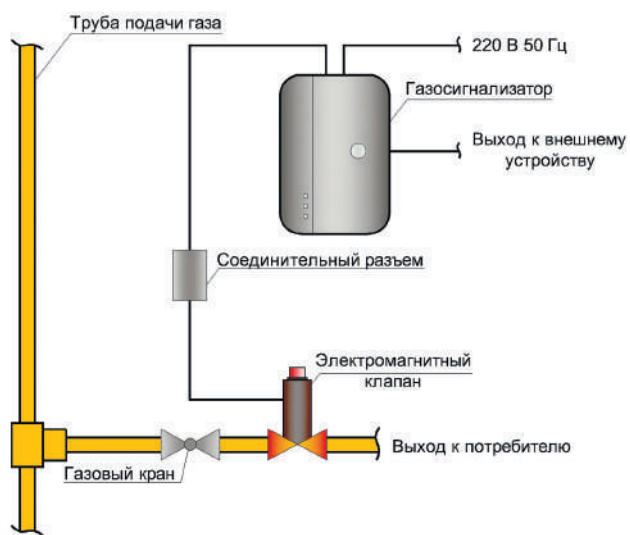 Труба подачи газа
220 В 50 Гц
Газосигнализатор
Выход к внешнему
устройству
Соединительный разъем
Электромагнитный
клапан
Выход к потребителю
Газовый кран